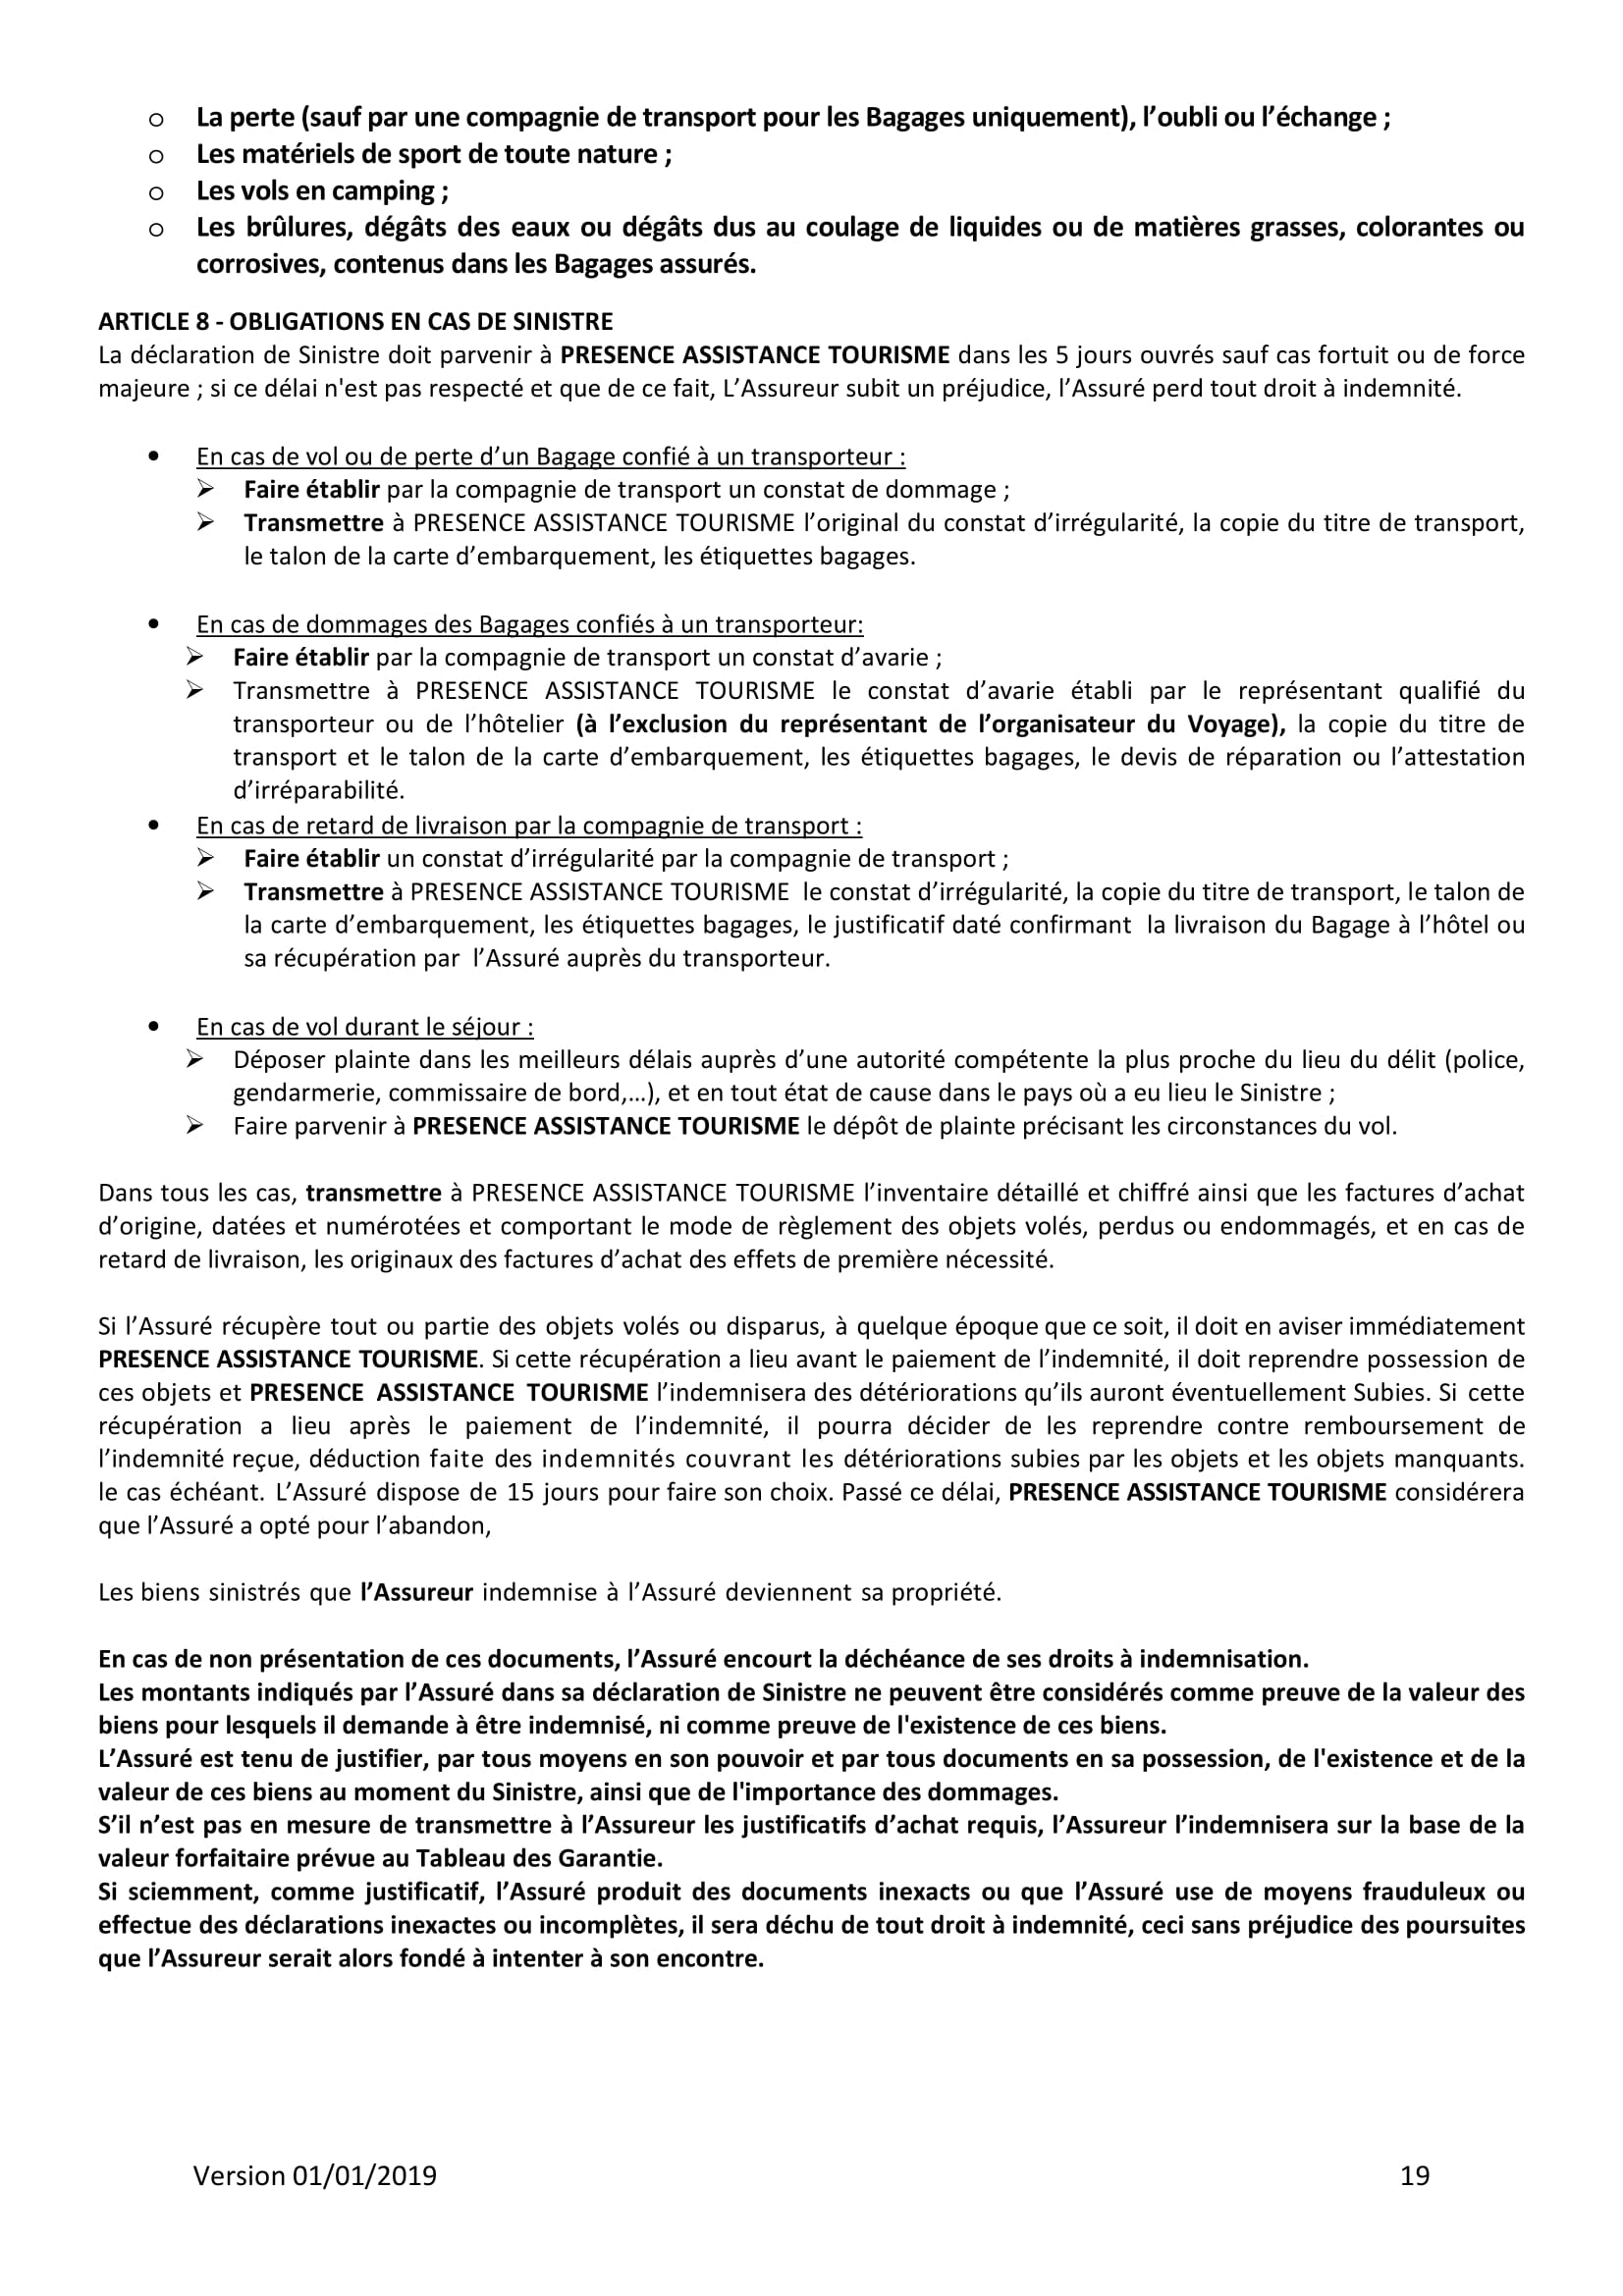 o La perte (sauf par une compagnie de transport pour les Bagages uniquement), l’oubli ou l’échange ;
o Les matériels de sport de toute nature ;
o Les vols en camping ;
o Les brûlures, dégâts des eaux ou dégâts dus au coulage de liquides ou de matières grasses, colorantes ou
corrosives, contenus dans les Bagages assurés.
ARTICLE 8 - OBLIGATIONS EN CAS DE SINISTRE
La déclaration de Sinistre doit parvenir à PRESENCE ASSISTANCE TOURISME dans les 5 jours ouvrés sauf cas fortuit ou de force
majeure ; si ce délai n'est pas respecté et que de ce fait, L’Assureur subit un préjudice, l’Assuré perd tout droit à indemnité.
• En cas de vol ou de perte d’un Bagage confié à un transporteur :
➢ Faire établir par la compagnie de transport un constat de dommage ;
➢ Transmettre à PRESENCE ASSISTANCE TOURISME l’original du constat d’irrégularité, la copie du titre de transport,
le talon de la carte d’embarquement, les étiquettes bagages.
• En cas de dommages des Bagages confiés à un transporteur:
➢ Faire établir par la compagnie de transport un constat d’avarie ;
➢ Transmettre à PRESENCE ASSISTANCE TOURISME le constat d’avarie établi par le représentant qualifié du
transporteur ou de l’hôtelier (à l’exclusion du représentant de l’organisateur du Voyage), la copie du titre de
transport et le talon de la carte d’embarquement, les étiquettes bagages, le devis de réparation ou l’attestation
d’irréparabilité.
• En cas de retard de livraison par la compagnie de transport :
➢ Faire établir un constat d’irrégularité par la compagnie de transport ;
➢ Transmettre à PRESENCE ASSISTANCE TOURISME le constat d’irrégularité, la copie du titre de transport, le talon de
la carte d’embarquement, les étiquettes bagages, le justificatif daté confirmant la livraison du Bagage à l’hôtel ou
sa récupération par l’Assuré auprès du transporteur.
• En cas de vol durant le séjour :
➢ Déposer plainte dans les meilleurs délais auprès d’une autorité compétente la plus proche du lieu du délit (police,
gendarmerie, commissaire de bord,…), et en tout état de cause dans le pays où a eu lieu le Sinistre ;
➢ Faire parvenir à PRESENCE ASSISTANCE TOURISME le dépôt de plainte précisant les circonstances du vol.
Dans tous les cas, transmettre à PRESENCE ASSISTANCE TOURISME l’inventaire détaillé et chiffré ainsi que les factures d’achat
d’origine, datées et numérotées et comportant le mode de règlement des objets volés, perdus ou endommagés, et en cas de
retard de livraison, les originaux des factures d’achat des effets de première nécessité.
Si l’Assuré récupère tout ou partie des objets volés ou disparus, à quelque époque que ce soit, il doit en aviser immédiatement
PRESENCE ASSISTANCE TOURISME. Si cette récupération a lieu avant le paiement de l’indemnité, il doit reprendre possession de
ces objets et PRESENCE ASSISTANCE TOURISME l’indemnisera des détériorations qu’ils auront éventuellement Subies. Si cette
récupération a lieu après le paiement de l’indemnité, il pourra décider de les reprendre contre remboursement de
l’indemnité reçue, déduction faite des indemnités couvrant les détériorations subies par les objets et les objets manquants.
le cas échéant. L’Assuré dispose de 15 jours pour faire son choix. Passé ce délai, PRESENCE ASSISTANCE TOURISME considérera
que l’Assuré a opté pour l’abandon,
Les biens sinistrés que l’Assureur indemnise à l’Assuré deviennent sa propriété.
En cas de non présentation de ces documents, l’Assuré encourt la déchéance de ses droits à indemnisation.
Les montants indiqués par l’Assuré dans sa déclaration de Sinistre ne peuvent être considérés comme preuve de la valeur des
biens pour lesquels il demande à être indemnisé, ni comme preuve de l'existence de ces biens.
L’Assuré est tenu de justifier, par tous moyens en son pouvoir et par tous documents en sa possession, de l'existence et de la
valeur de ces biens au moment du Sinistre, ainsi que de l'importance des dommages.
S’il n’est pas en mesure de transmettre à l’Assureur les justificatifs d’achat requis, l’Assureur l’indemnisera sur la base de la
valeur forfaitaire prévue au Tableau des Garantie.
Si sciemment, comme justificatif, l’Assuré produit des documents inexacts ou que l’Assuré use de moyens frauduleux ou
effectue des déclarations inexactes ou incomplètes, il sera déchu de tout droit à indemnité, ceci sans préjudice des poursuites
que l’Assureur serait alors fondé à intenter à son encontre.
Version 01/01/2019 19